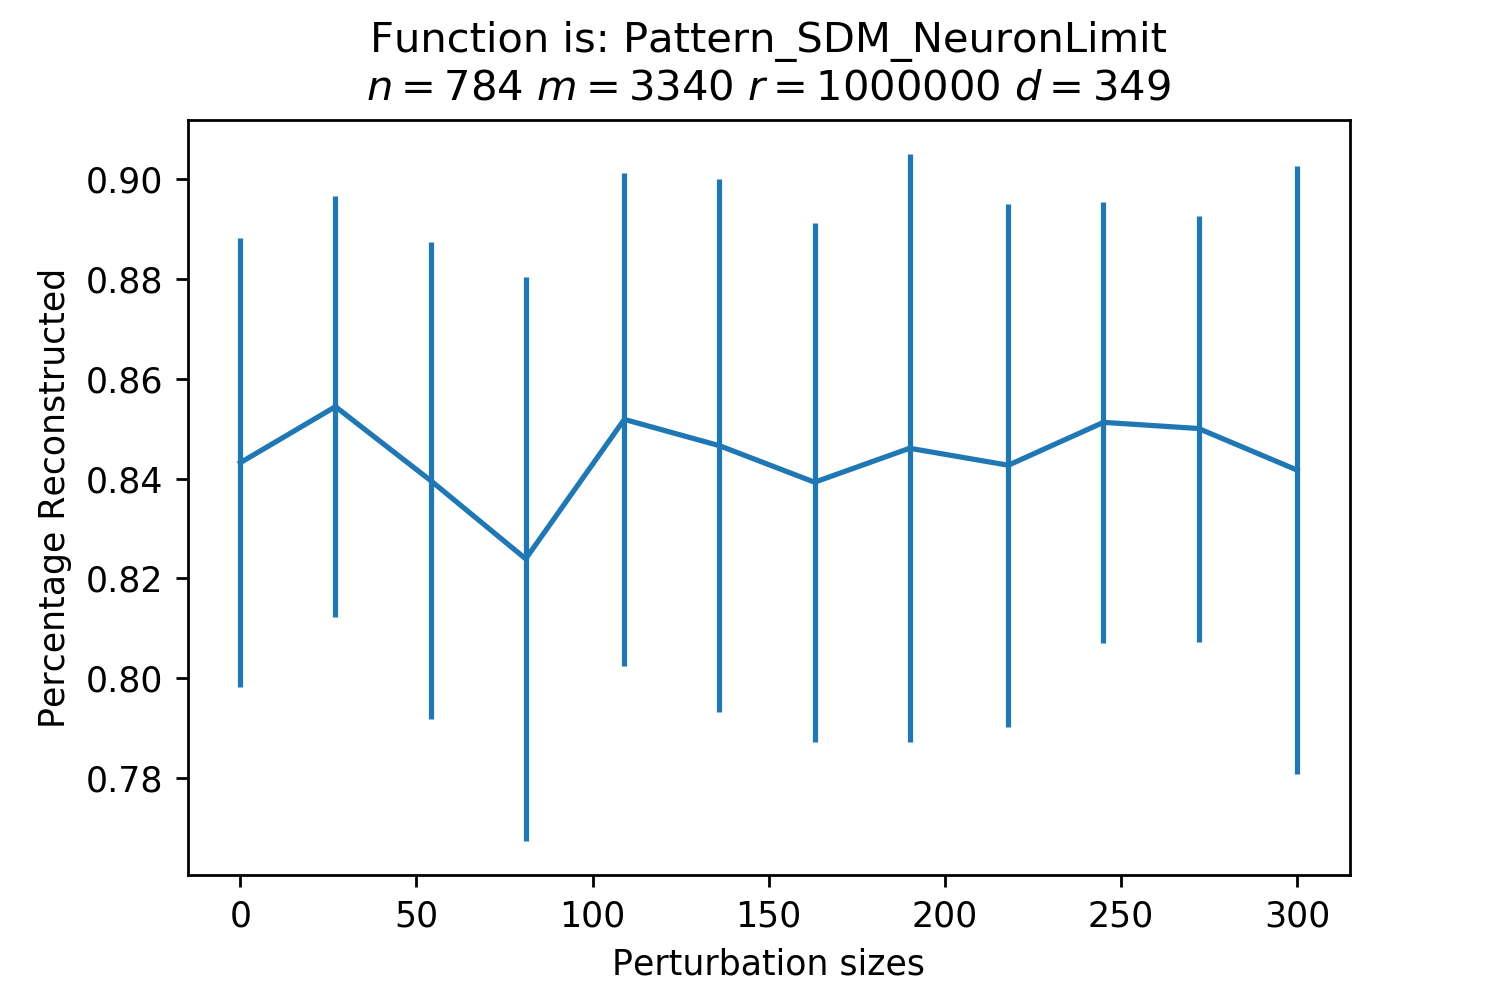 Function is: Pattern_SDM_NeuronLimit
n = 784 m = 3340 r = 1000000 d = 349
Percentage Reconstructed
0.90
0.88
0.86
0.84
0.82
0.80
0.78
0 50 100 150 200 250 300
Perturbation sizes